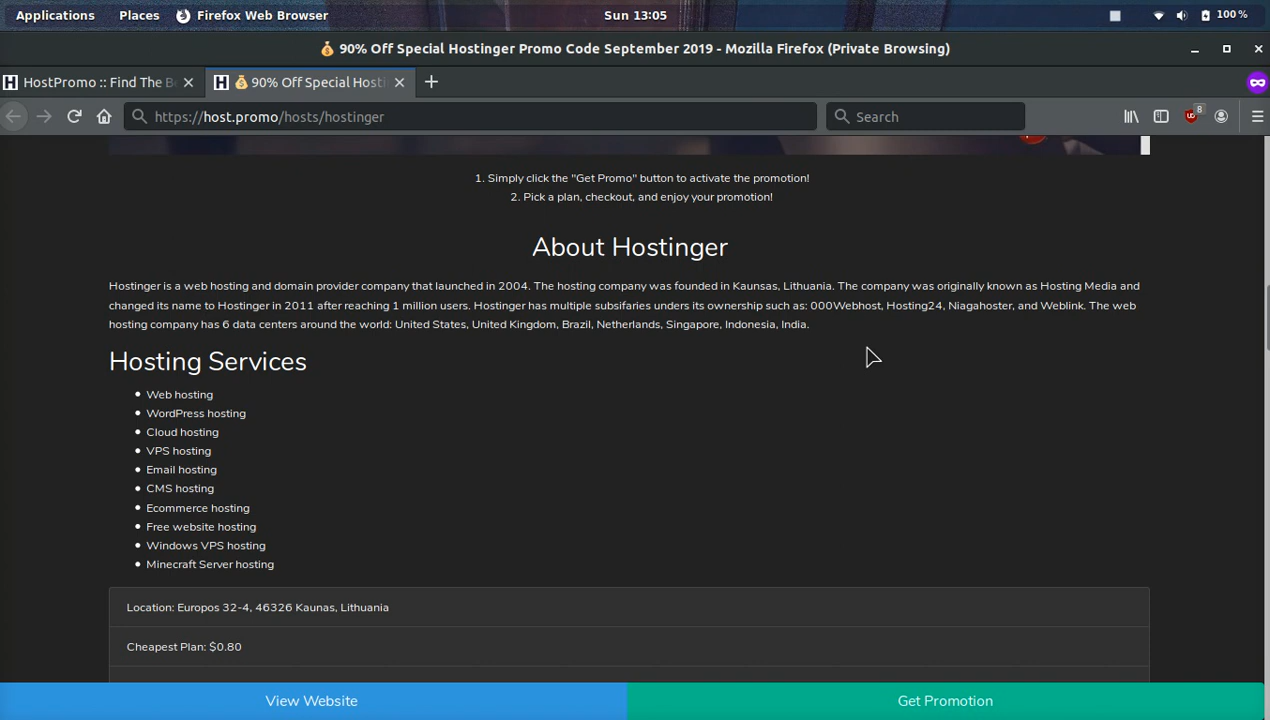 Applications Places Firefox Web Browser Sun 13:05 100%
💰 90% Off Special Hostinger Promo Code September 2019 - Mozilla Firefox (Private Browsing)
HostPromo :: Find The Be 💰 90% Off Special Hosti
https://host.promo/hosts/hostinger Search 8
1. Simply click the "Get Promo" button to activate the promotion!
2. Pick a plan, checkout, and enjoy your promotion!
About Hostinger
Hostinger is a web hosting and domain provider company that launched in 2004. The hosting company was founded in Kaunsas, Lithuania. The company was originally known as Hosting Media and
changed its name to Hostinger in 2011 after reaching 1 million users. Hostinger has multiple subsifaries unders its ownership such as: 000Webhost, Hosting24, Niagahoster, and Weblink. The web
hosting company has 6 data centers around the world: United States, United Kingdom, Brazil, Netherlands, Singapore, Indonesia, India.
Hosting Services
Web hosting
WordPress hosting
Cloud hosting
VPS hosting
Email hosting
CMS hosting
Ecommerce hosting
Free website hosting
Windows VPS hosting
Minecraft Server hosting
Location: Europos 32-4, 46326 Kaunas, Lithuania
Cheapest Plan: $0.80
View Website Get Promotion